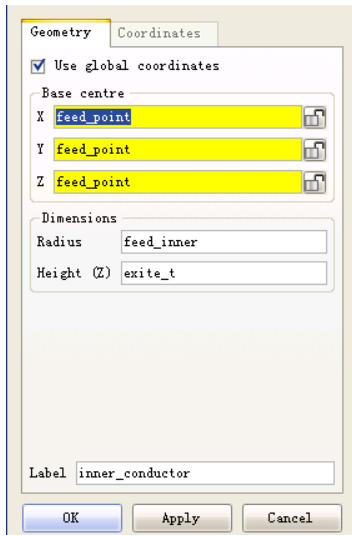 Geometry Coordinates
Use global coordinates
Base centre
X feed_point
Y feed_point
Z feed_point
Dimensions
Radius feed_inner
Height (Z) exite_t
Label inner_conductor
OK Apply Cancel